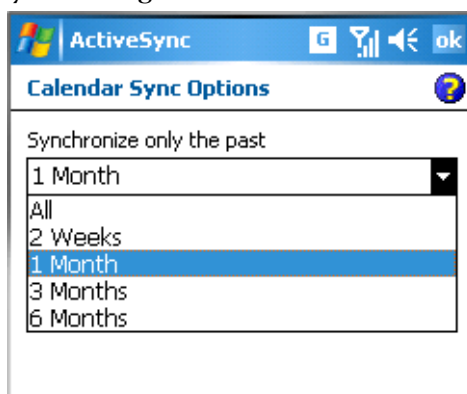 ActiveSync G ok
Calendar Sync Options ?
Synchronize only the past
1 Month
All
2 Weeks
1 Month
3 Months
6 Months